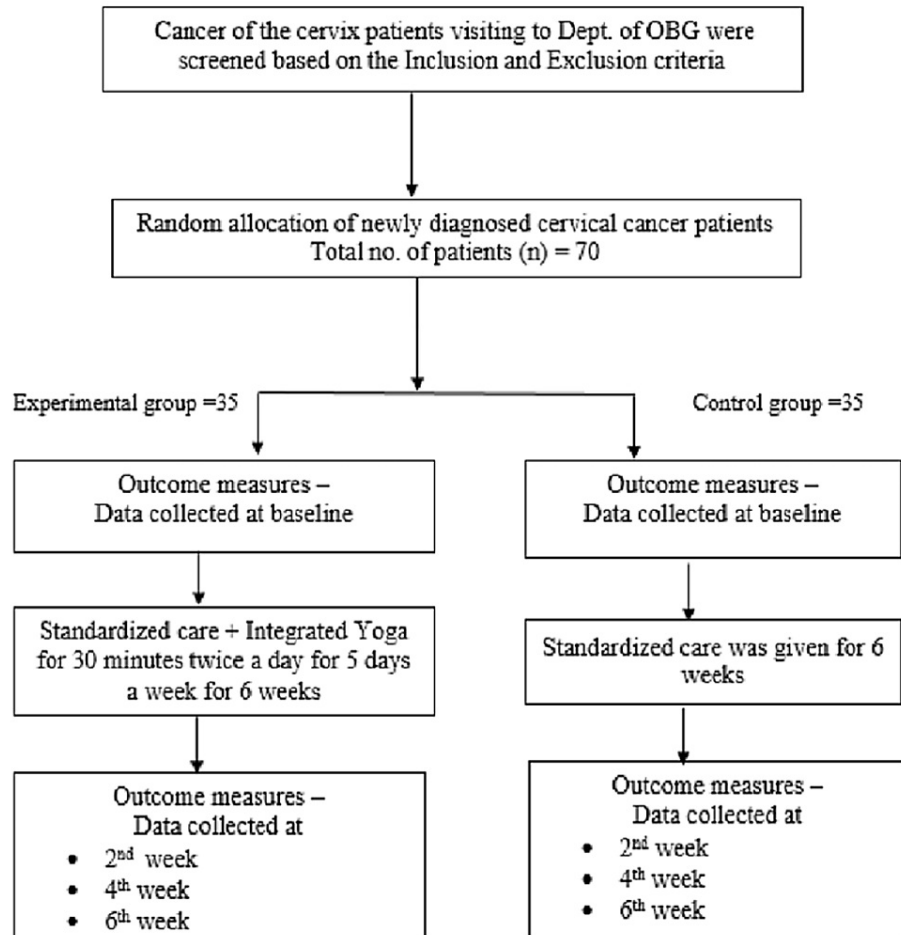 Cancer of the cervix patients visiting to Dept. of OBG were
screened based on the Inclusion and Exclusion criteria
Random allocation of newly diagnosed cervical cancer patients
Total no. of patients (n) = 70
Experimental group =35
Control group =35
Outcome measures –
Data collected at baseline
Outcome measures –
Data collected at baseline
Standardized care + Integrated Yoga
for 30 minutes twice a day for 5 days
a week for 6 weeks
Standardized care was given for 6
weeks
Outcome measures –
Data collected at
• 2nd week
• 4th week
• 6th week
Outcome measures –
Data collected at
• 2nd week
• 4th week
• 6th week